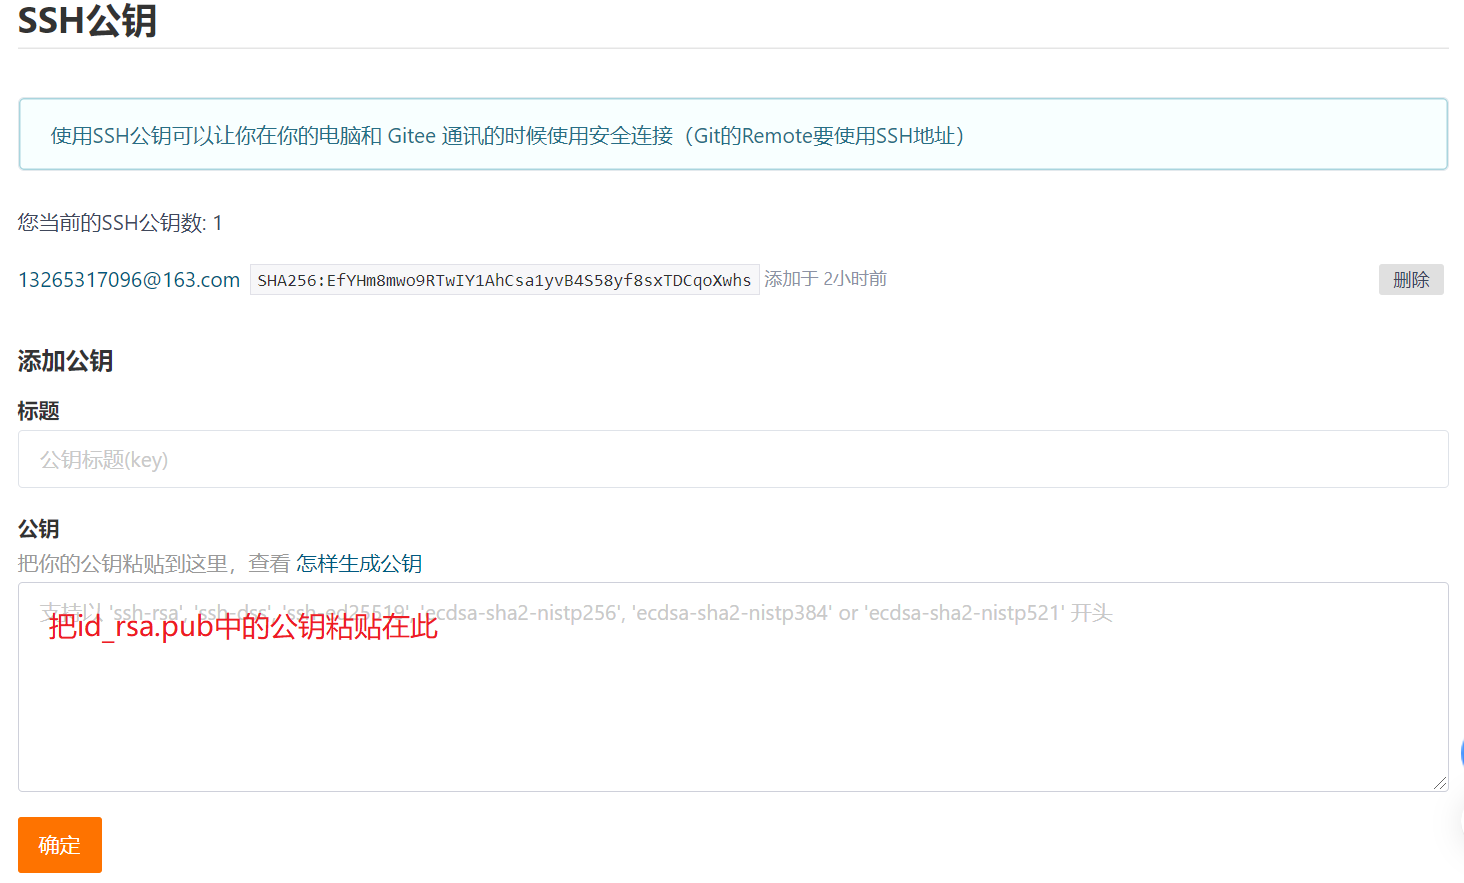 SSH公钥
使用SSH公钥可以让你在你的电脑和 Gitee 通讯的时候使用安全连接（Git的Remote要使用SSH地址）
您当前的SSH公钥数: 1
13265317096@163.com SHA256:EfYHm8mwo9RTwIY1AhCsa1yvB4S58yf8sxTDCqoXwhs 添加于 2小时前 删除
添加公钥
标题
公钥标题(key)
公钥
把你的公钥粘贴到这里，查看 怎样生成公钥
支持以 'ssh-rsa', 'ssh-dss', 'ssh-ed25519', 'ecdsa-sha2-nistp256', 'ecdsa-sha2-nistp384' or 'ecdsa-sha2-nistp521' 开头
把id_rsa.pub中的公钥粘贴在此
确定